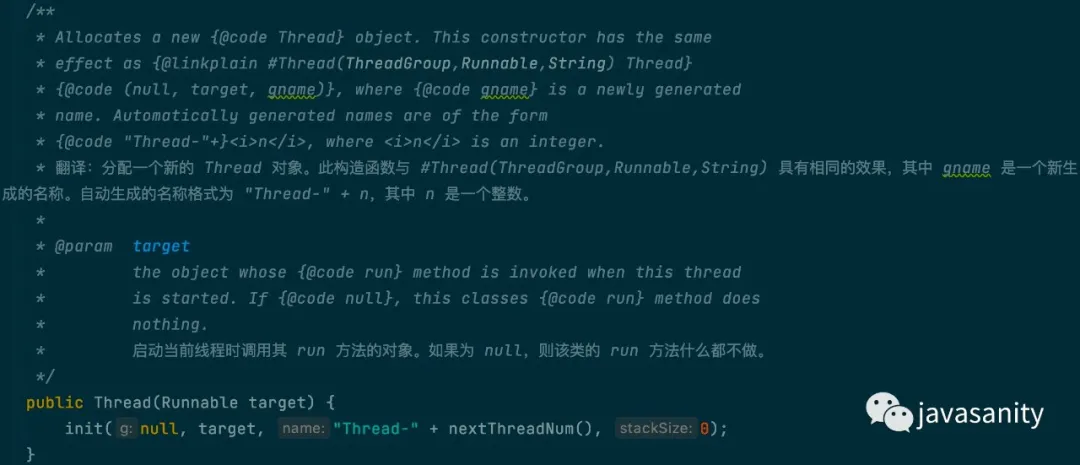 /**
* Allocates a new {@code Thread} object. This constructor has the same
* effect as {@linkplain #Thread(ThreadGroup,Runnable,String) Thread}
* {@code (null, target, gname)}, where {@code gname} is a newly generated
* name. Automatically generated names are of the form
* {@code "Thread-"+}<i>n</i>, where <i>n</i> is an integer.
* 翻译：分配一个新的 Thread 对象。此构造函数与 #Thread(ThreadGroup,Runnable,String) 具有相同的效果，其中 gname 是一个新生
成的名称。自动生成的名称格式为 "Thread-" + n，其中 n 是一个整数。
*
* @param target
* the object whose {@code run} method is invoked when this thread
* is started. If {@code null}, this classes {@code run} method does
* nothing.
* 启动当前线程时调用其 run 方法的对象。如果为 null，则该类的 run 方法什么都不做。
*/
public Thread(Runnable target) {
init( g: null, target, name: "Thread-" + nextThreadNum(), stackSize: 0);
}
javasanity